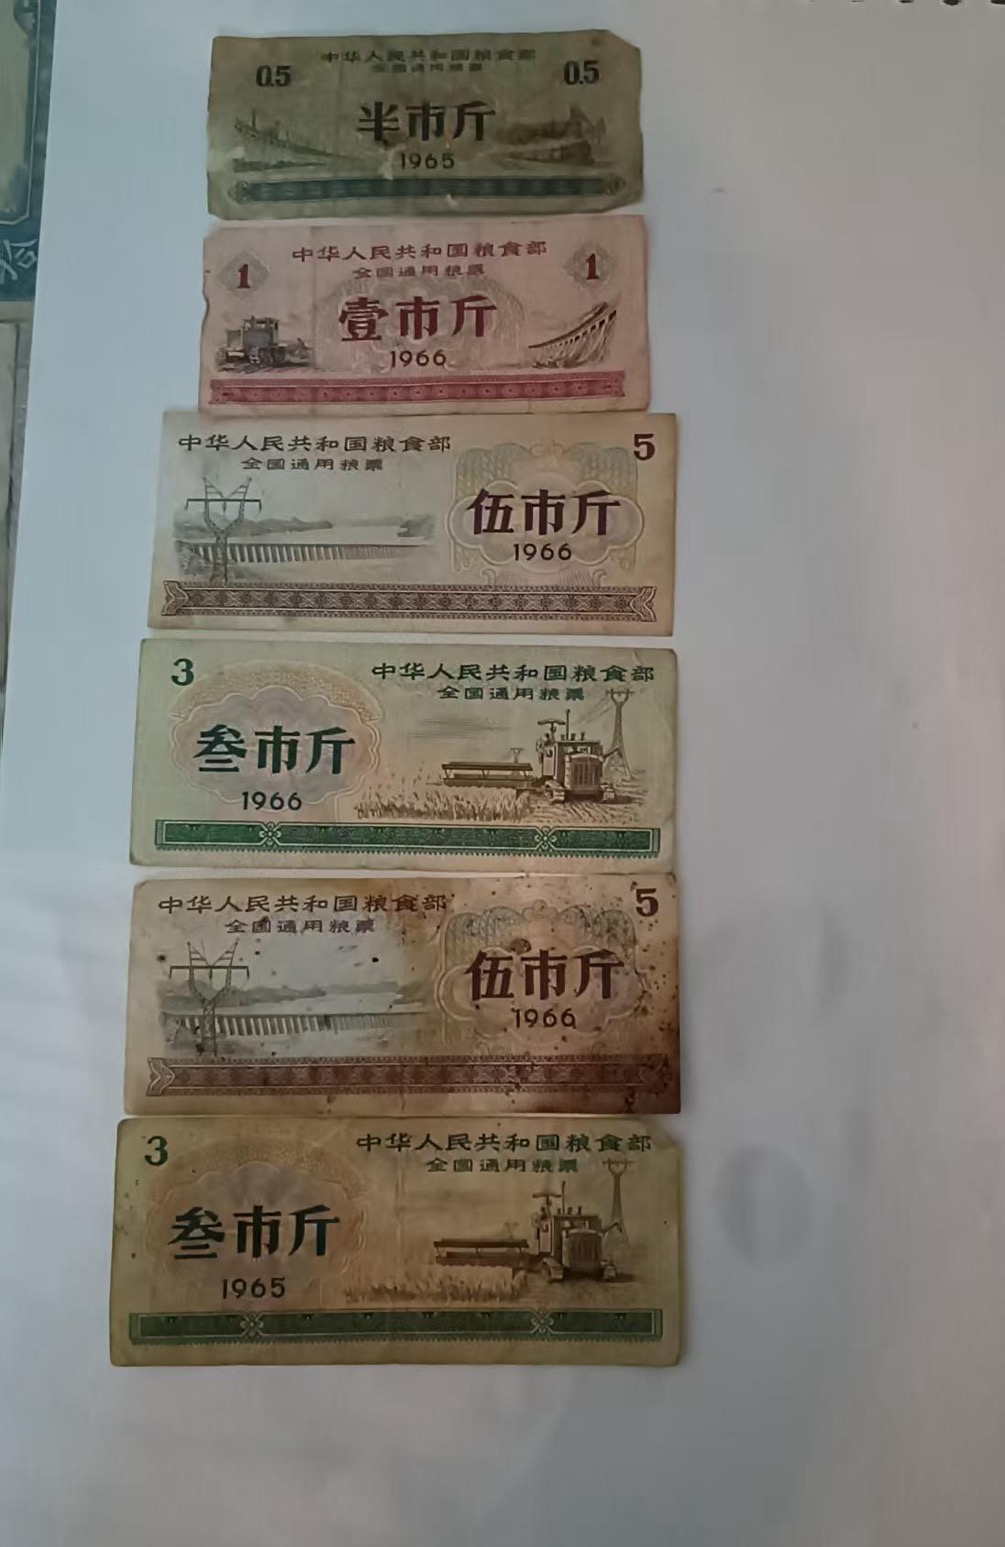 中华人民共和国粮食部
全国通用粮票
0.5 0.5
半市斤
1965
中华人民共和国粮食部
全国通用粮票
1 1
壹市斤
1966
中华人民共和国粮食部 5
全国通用粮票
伍市斤
1966
3 中华人民共和国粮食部
全国通用粮票
叁市斤
1966
中华人民共和国粮食部 5
全国通用粮票
伍市斤
1966
3 中华人民共和国粮食部
全国通用粮票
叁市斤
1965